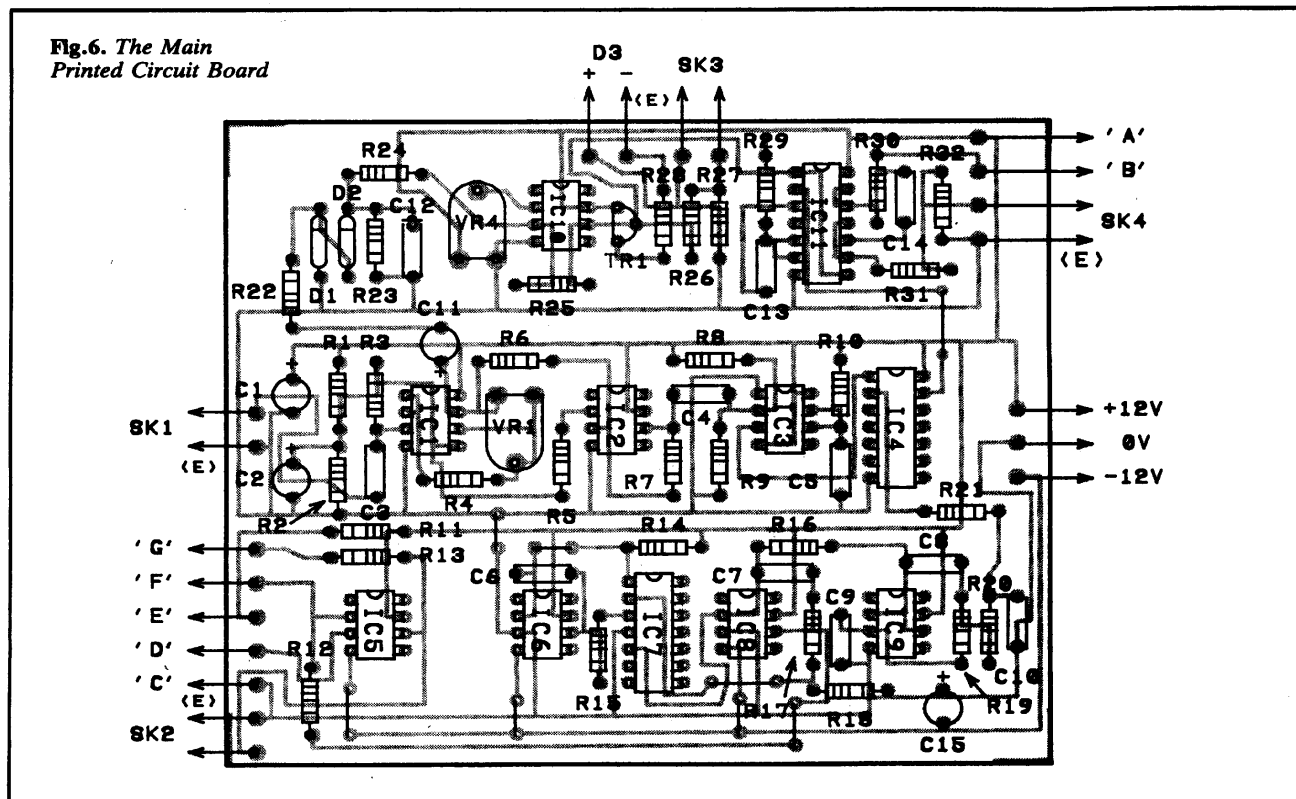 Fig.6. The Main
Printed Circuit Board
D3
SK3
+ -
(E)
'A'
'B'
SK4
(E)
R24
R28
R27
R29
R30
R32
D2
C12
VR4
IC10
TR1
IC11
C14
R22
D1
R23
C11
R25
R26
C13
R31
+
R1
R3
+
R6
R8
R10
C1
SK1
(E)
IC1
VR1
IC2
C4
IC3
IC4
+12V
0V
-12V
+
C2
R4
R7
R9
C5
R21
R2
C3
R5
R11
R14
R16
C8
'G'
R13
'F'
C6
C7
C9
R20
'E'
IC5
IC6
IC7
IC8
IC9
'D'
R12
'C'
(E)
R15
R17
R18
+
C10
R19
SK2
C15